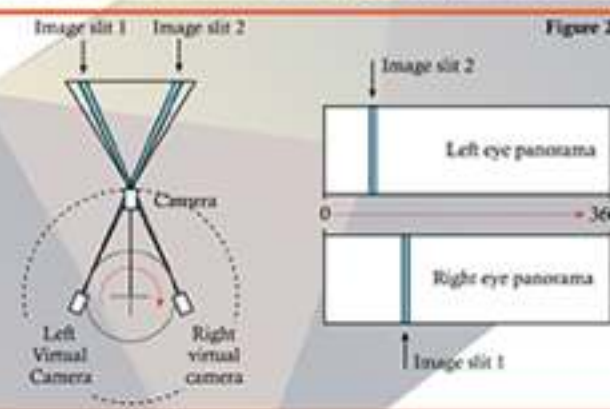 Image slit 1 Image slit 2
Figure 2
Camera
Left
Virtual
Camera
Right
virtual
camera
Image slit 2
Left eye panorama
0 36
Right eye panorama
Image slit 1